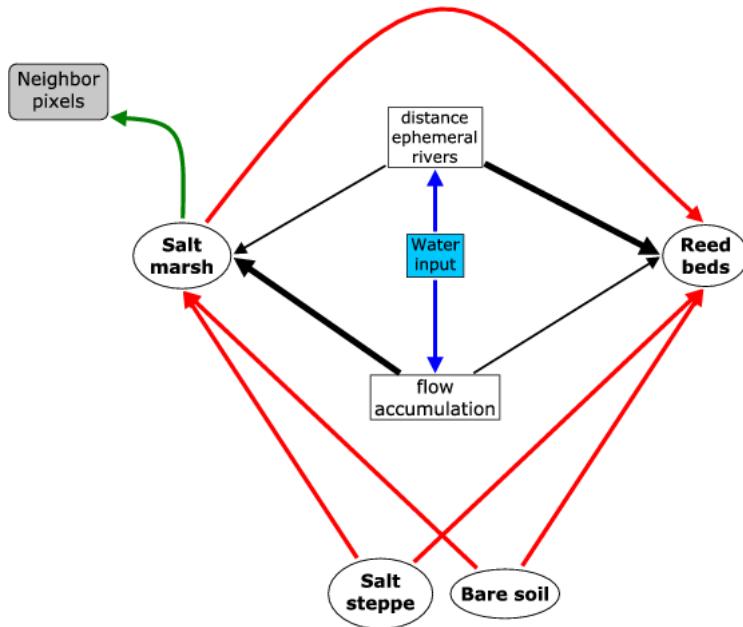 Neighbor
pixels
distance
ephemeral
rivers
Salt
marsh
Water
input
Reed
beds
flow
accumulation
Salt
steppe
Bare soil